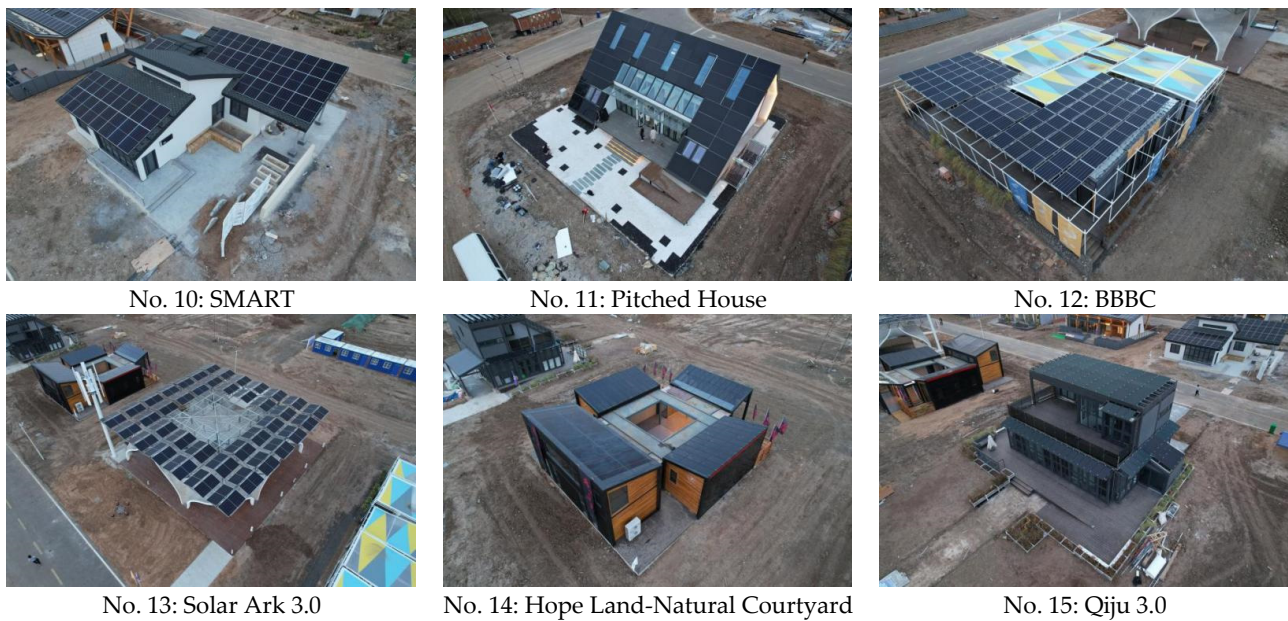 No. 10: SMART
No. 11: Pitched House
No. 12: BBBC
No. 13: Solar Ark 3.0
No. 14: Hope Land-Natural Courtyard
No. 15: Qiju 3.0